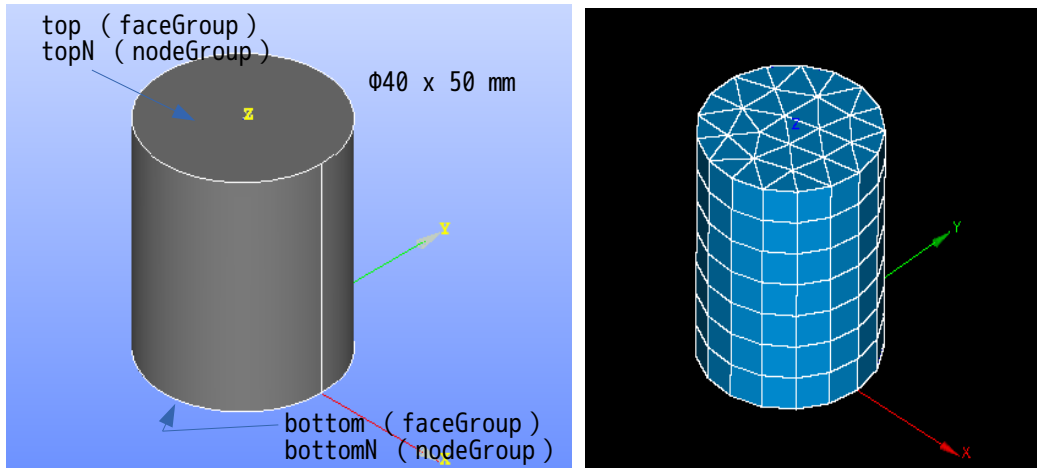 top (faceGroup)
topN (nodeGroup)
Φ40 x 50 mm
Z
Y
bottom (faceGroup)
bottomN (nodeGroup)
X
Z
Y
X